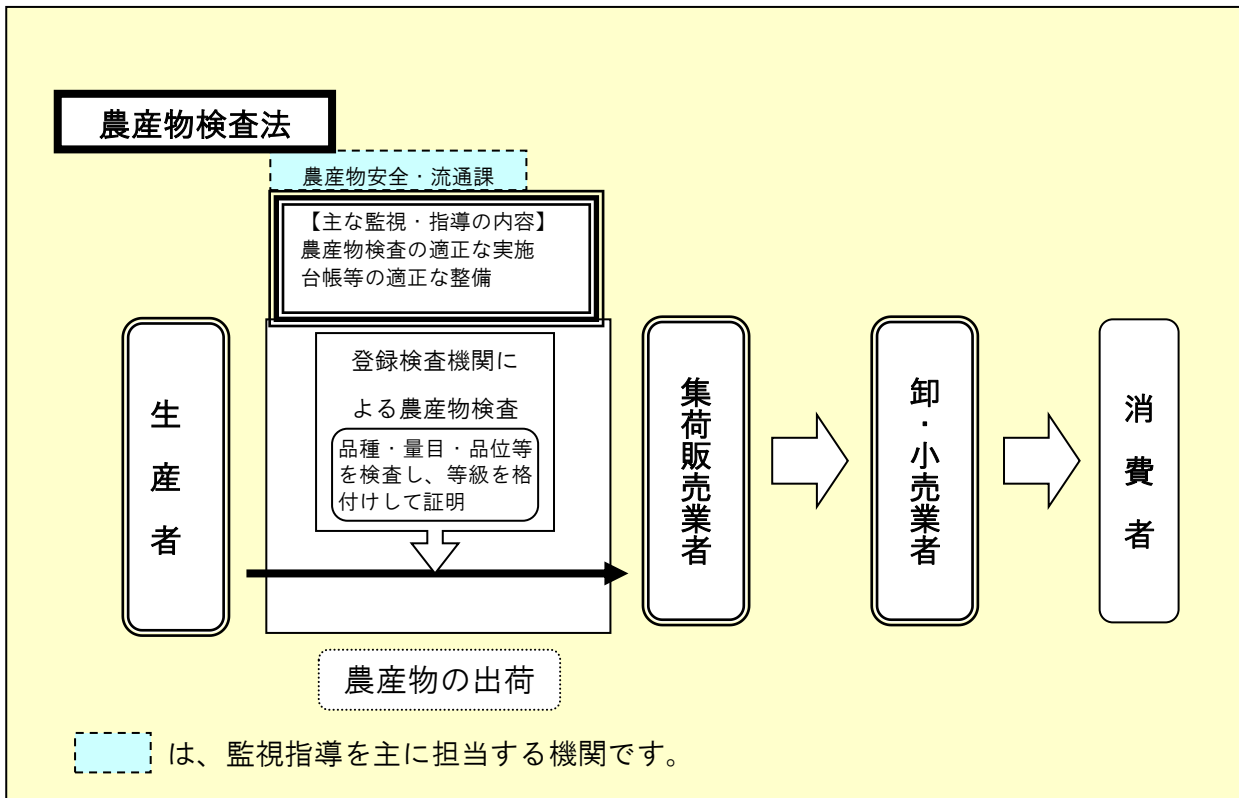 農産物検査法
農産物安全・流通課
【主な監視・指導の内容】
農産物検査の適正な実施
台帳等の適正な整備
生産者
登録検査機関に
よる農産物検査
品種・量目・品位等
を検査し、等級を格
付けして証明
集荷販売業者
卸・小売業者
消費者
農産物の出荷
は、監視指導を主に担当する機関です。